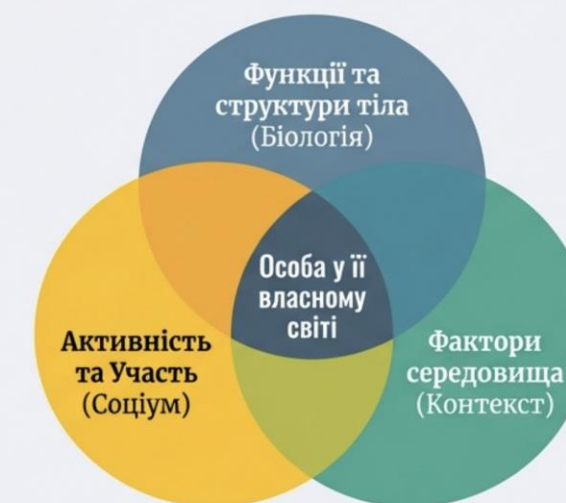 Функції та
структури тіла
(Біологія)
Особа у її
власному
світі
Активність
та Участь
(Соціум)
Фактори
середовища
(Контекст)